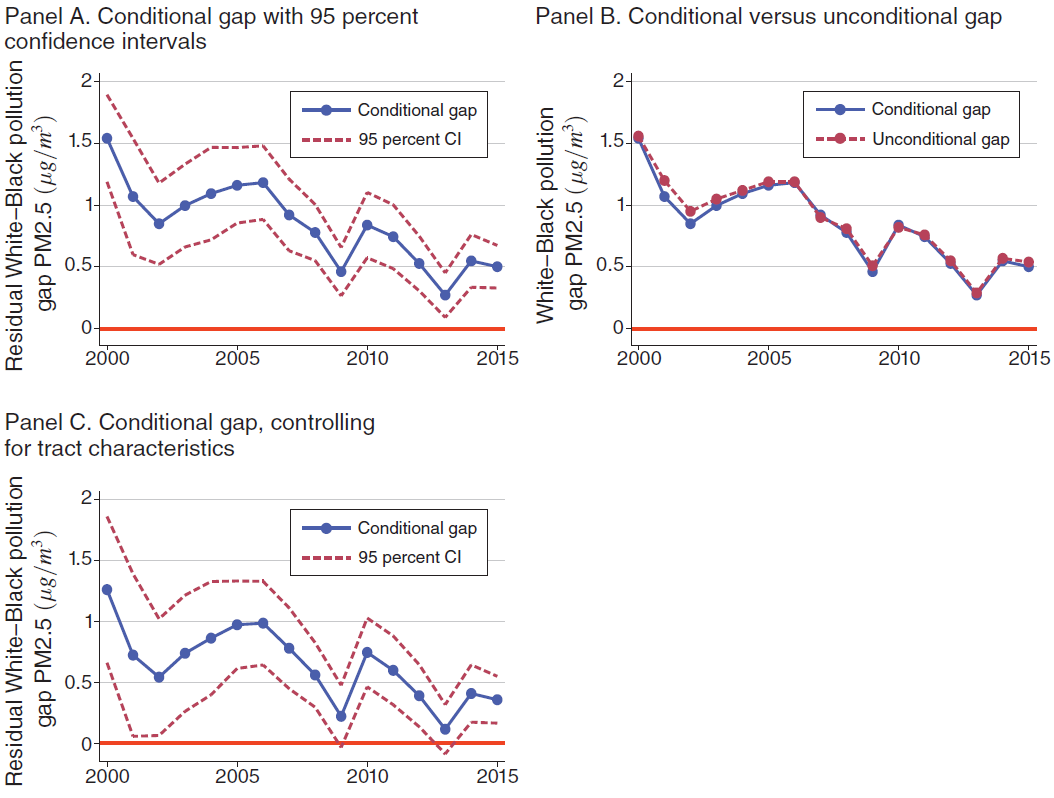 Panel A. Conditional gap with 95 percent
confidence intervals
Residual White–Black pollution
gap PM2.5 (μg/m³)
2
1.5
1
0.5
0
Conditional gap
95 percent CI
2000 2005 2010 2015
Panel B. Conditional versus unconditional gap
White–Black pollution
gap PM2.5 (μg/m³)
2
1.5
1
0.5
0
Conditional gap
Unconditional gap
2000 2005 2010 2015
Panel C. Conditional gap, controlling
for tract characteristics
Residual White–Black pollution
gap PM2.5 (μg/m³)
2
1.5
1
0.5
0
Conditional gap
95 percent CI
2000 2005 2010 2015